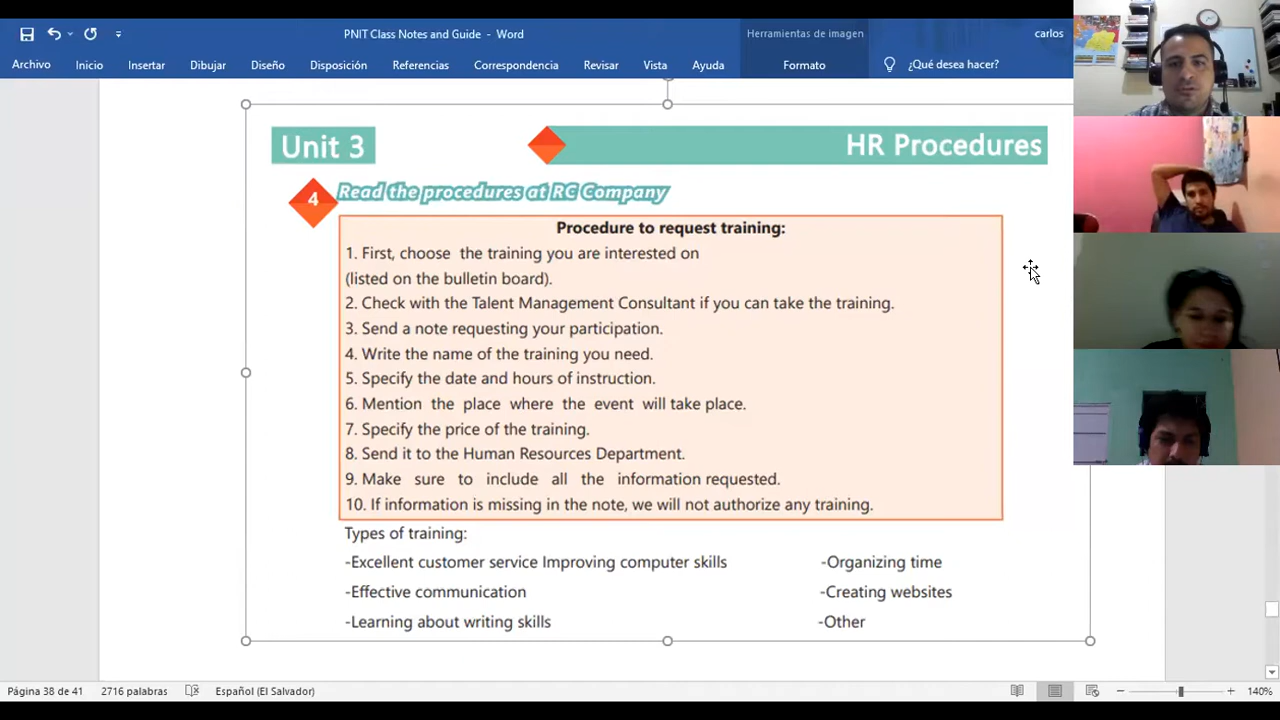 PNIT Class Notes and Guide - Word
Herramientas de imagen
carlos
Archivo
Inicio
Insertar
Dibujar
Diseño
Disposición
Referencias
Correspondencia
Revisar
Vista
Ayuda
Formato
¿Qué desea hacer?
Unit 3
HR Procedures
4
Read the procedures at RC Company
Procedure to request training:
1. First, choose the training you are interested on
(listed on the bulletin board).
2. Check with the Talent Management Consultant if you can take the training.
3. Send a note requesting your participation.
4. Write the name of the training you need.
5. Specify the date and hours of instruction.
6. Mention the place where the event will take place.
7. Specify the price of the training.
8. Send it to the Human Resources Department.
9. Make sure to include all the information requested.
10. If information is missing in the note, we will not authorize any training.
Types of training:
-Excellent customer service Improving computer skills
-Organizing time
-Effective communication
-Creating websites
-Learning about writing skills
-Other
Página 38 de 41
2716 palabras
Español (El Salvador)
140%